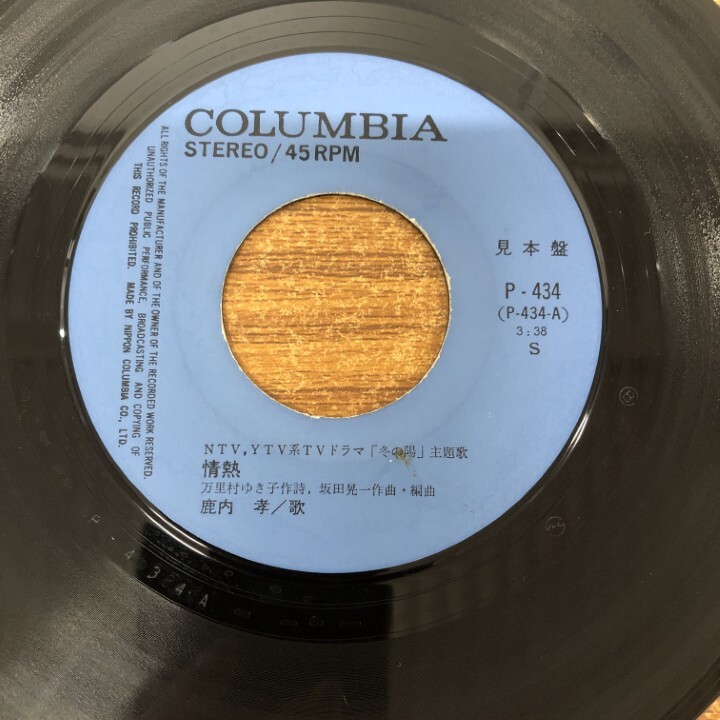 COLUMBIA
STEREO/45RPM
見本盤
P-434
(P-434-A)
3:38
S
NTV,YTV系TVドラマ「冬の陽」主題歌
情熱
万里村ゆき子作詩, 坂田晃一作曲・編曲
鹿内 孝/歌
ALL RIGHTS OF THE MANUFACTURER AND OF THE OWNER OF THE RECORDED WORK RESERVED.
UNAUTHORIZED PUBLIC PERFORMANCE, BROADCASTING AND COPYING OF
THIS RECORD PROHIBITED. MADE BY NIPPON COLUMBIA CO., LTD.
P 434-A